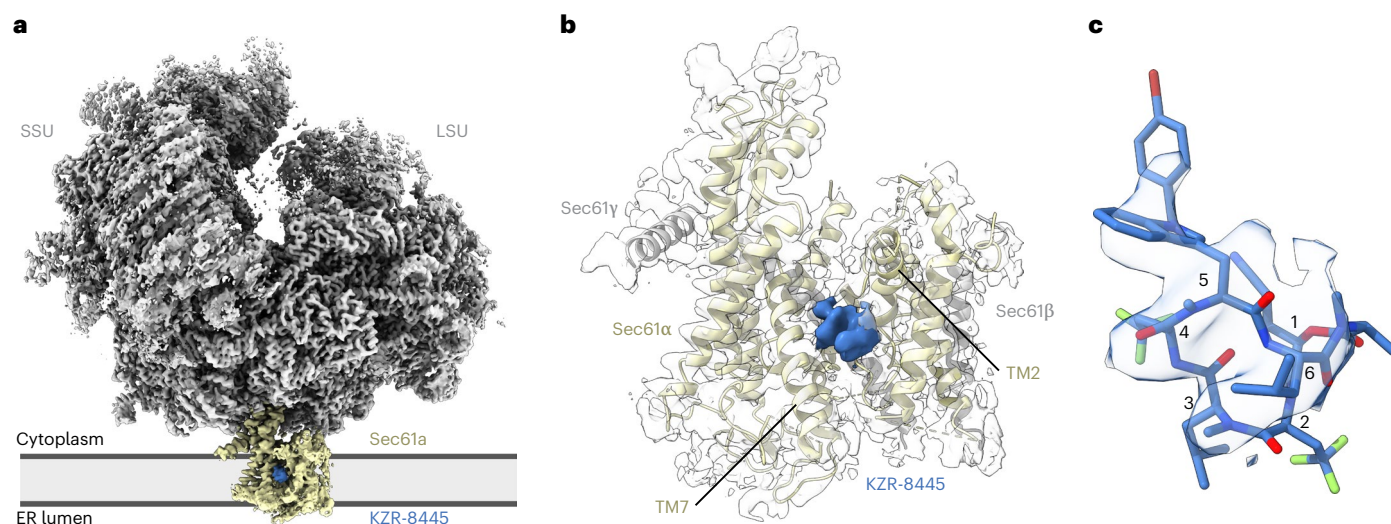 a
SSU
LSU
Cytoplasm
Sec61a
ER lumen
KZR-8445
b
Sec61γ
Sec61α
Sec61β
TM2
TM7
KZR-8445
c
5
1
4
6
3
2